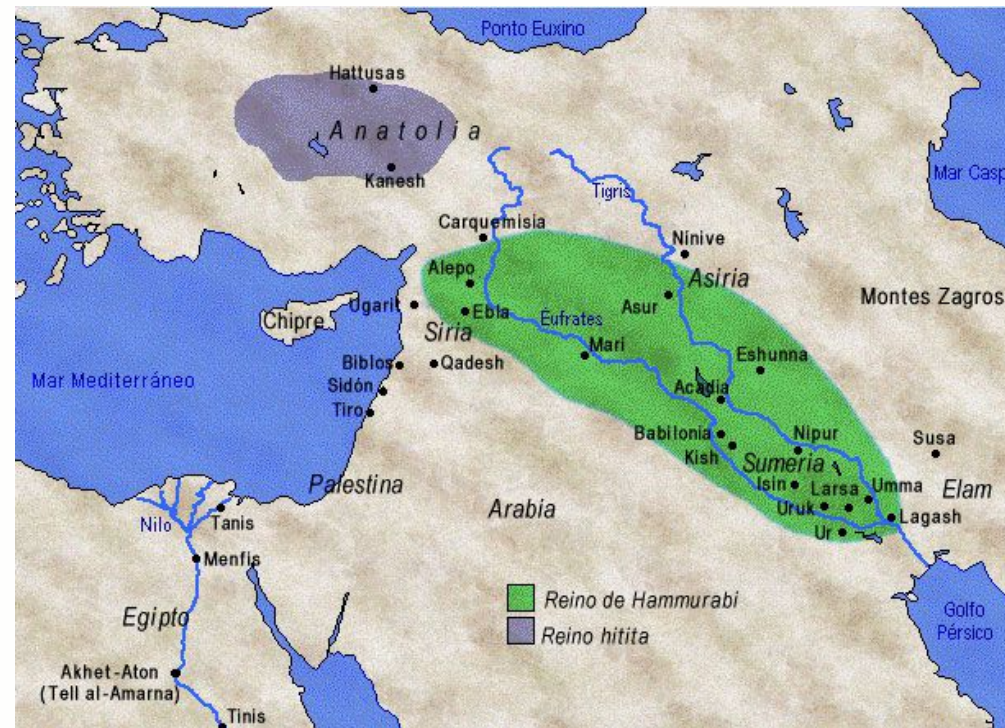 Ponto Euxino
Hattusas
Anatolia
Kanesh
Mar Casp
Tigris
Carquemisia
Nínive
Alepo
Asiria
Asur
Montes Zagros
Ugarit
Ebla
Chipre
Siria
Éufrates
Mari
Eshunna
Biblos
Qadesh
Mar Mediterráneo
Sidón
Acadia
Tiro
Babilonia
Nipur
Susa
Kish
Sumeria
Palestina
Isin
Larsa
Umma
Elam
Arabia
Uruk
Lagash
Nilo
Tanis
Ur
Menfis
Reino de Hammurabi
Egipto
Reino hitita
Golfo
Pérsico
Akhet-Aton
(Tell al-Amarna)
Tinis